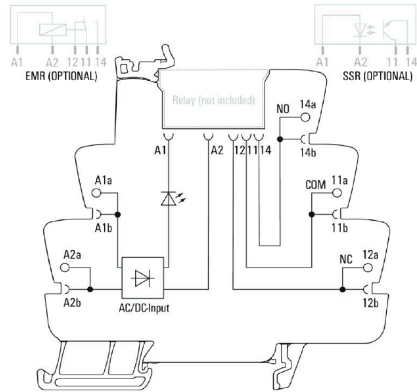 A1 A2 12 11 14
EMR (OPTIONAL)
A1 A2 11 14
SSR (OPTIONAL)
Relay (not included)
NO 14a
A1 A2 12 11 14
14b
A1a
COM 11a
A1b
11b
A2a
NC 12a
A2b
12b
AC/DC-Input